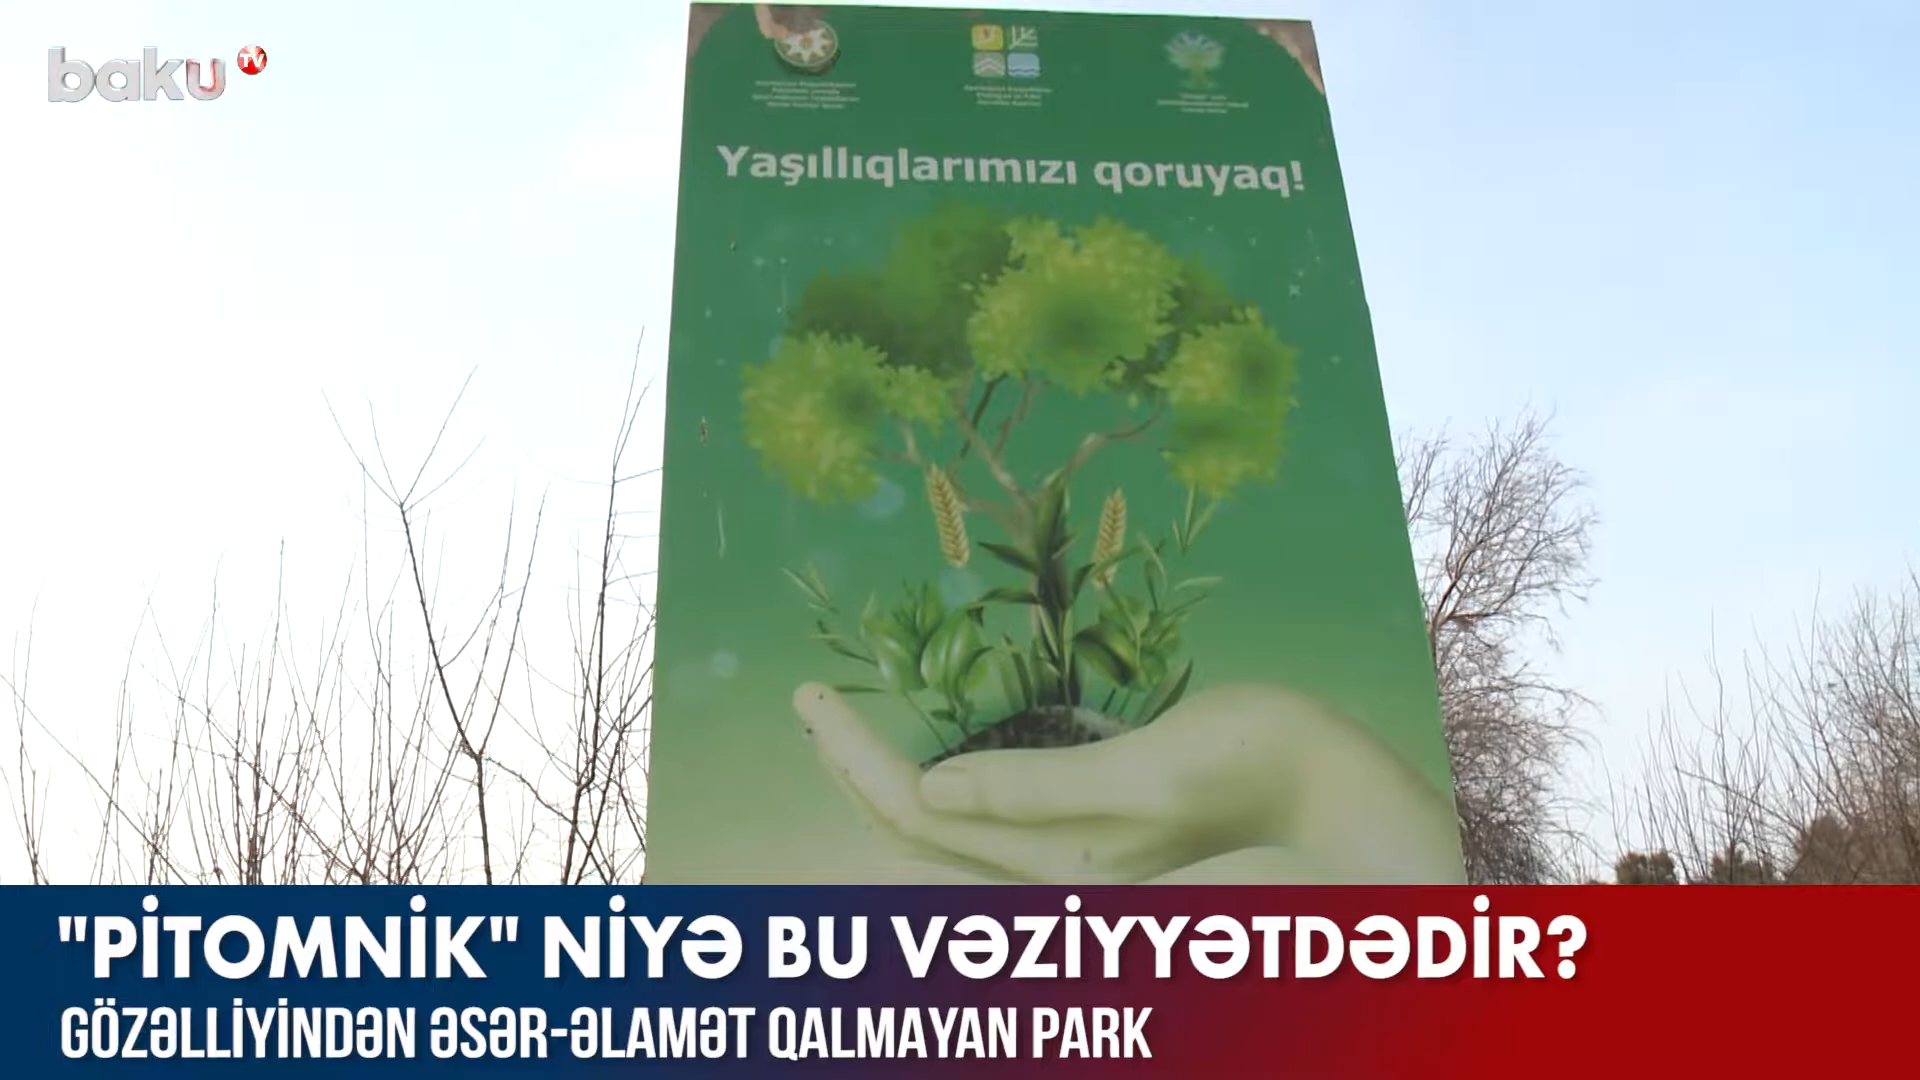 baku TV
Yaşıllıqlarımızı qoruyaq!
"PİTOMNİK" NİYƏ BU VƏZİYYƏTDƏDİR?
GÖZƏLLİYİNDƏN ƏSƏR-ƏLAMƏT QALMAYAN PARK